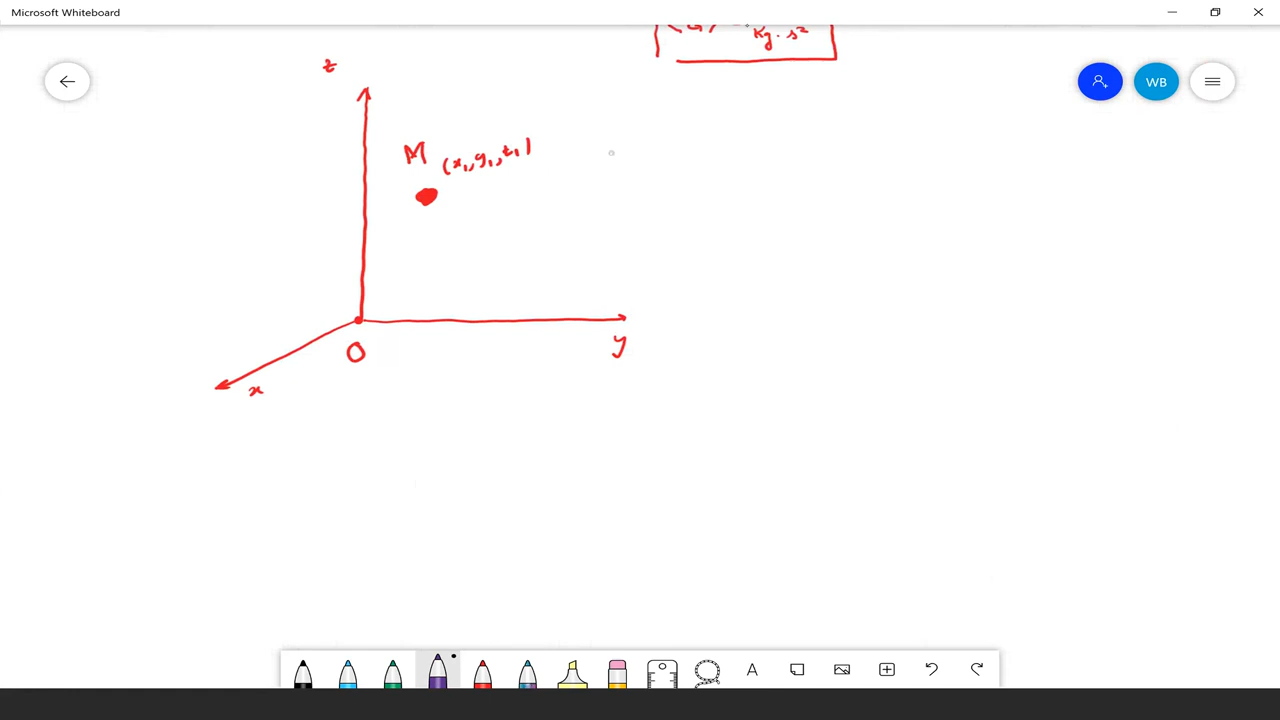 Microsoft Whiteboard
Kg · s²
WB
z
M (x₁, y₁, z₁)
O
y
x
A